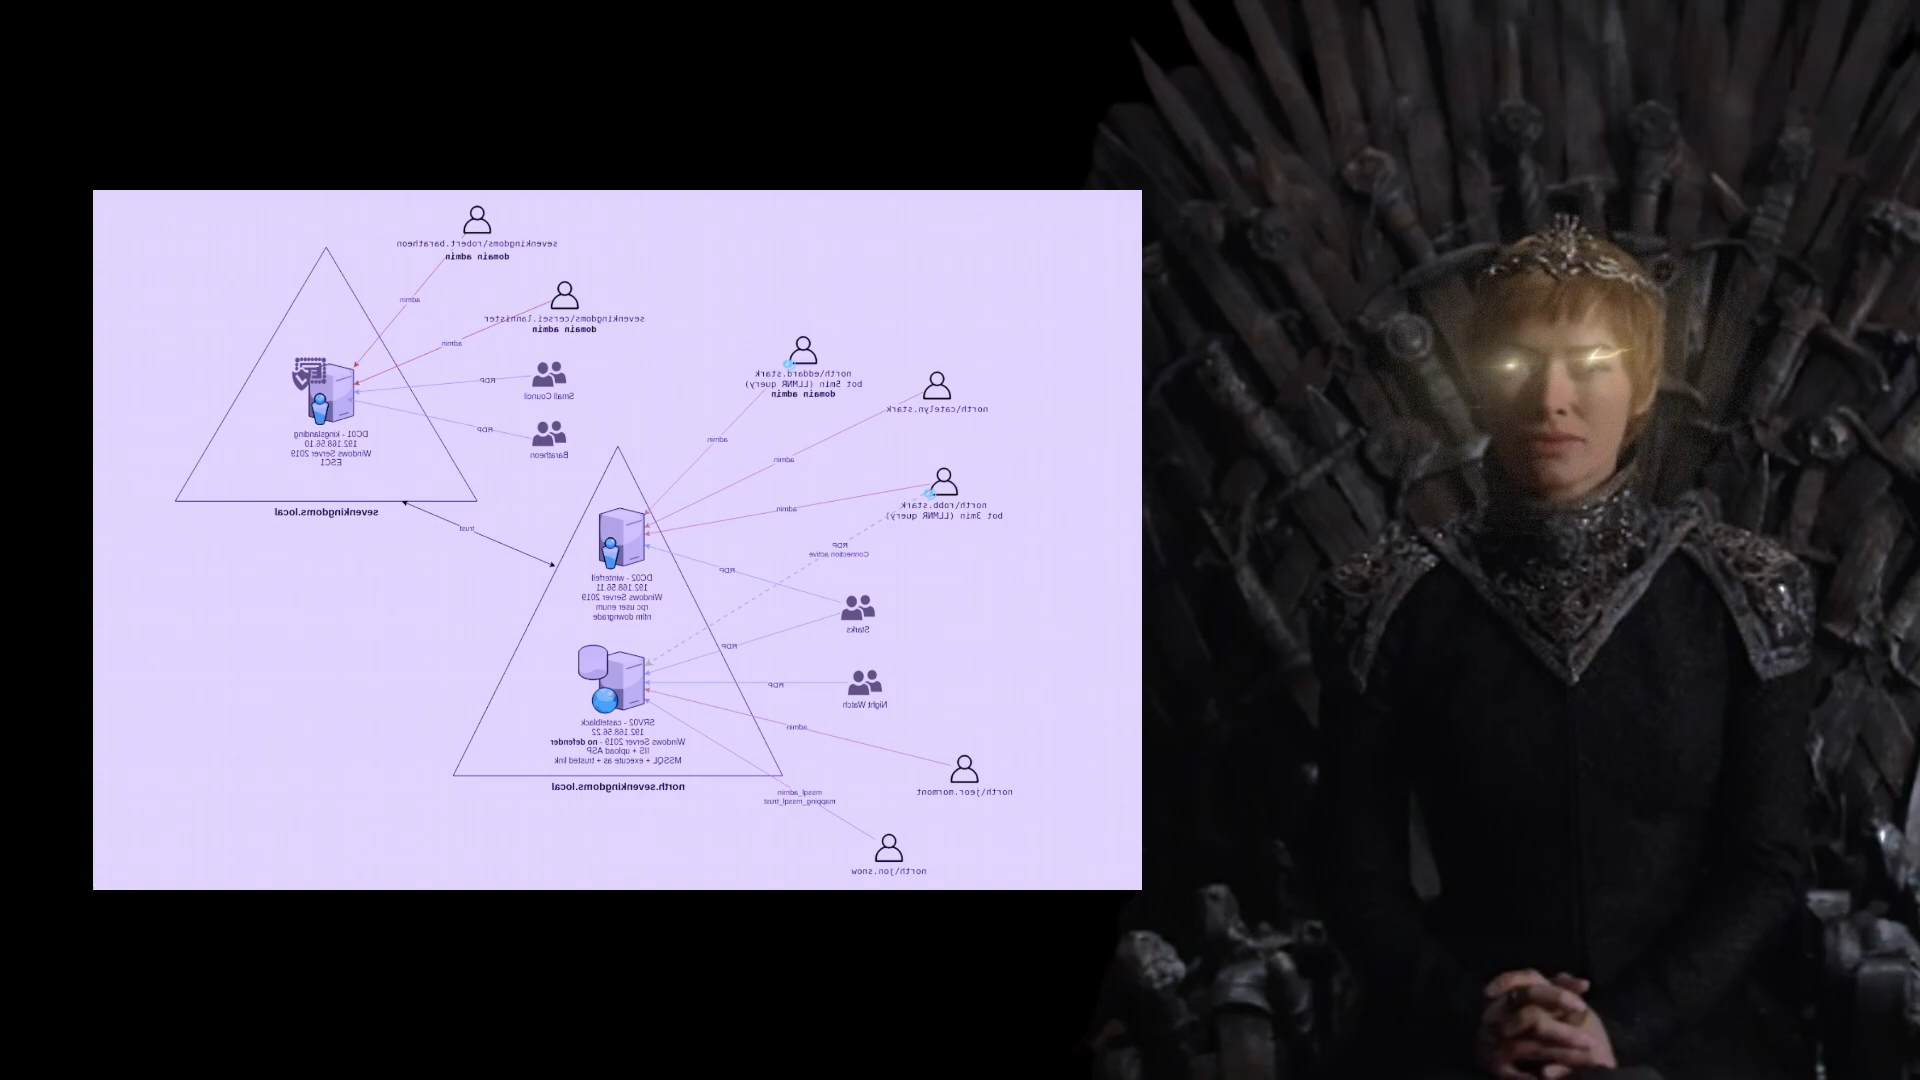 sevenkingdoms\robert.baratheon
domain admin
admin
sevenkingdoms\cersei.lannister
domain admin
admin
RDP
Small Council
RDP
Baratheon
DC01 - kingslanding
192.168.56.10
Windows Server 2019
ESC1
sevenkingdoms.local
trust
north\eddard.stark
bot 5min (LLMNR query)
domain admin
admin
north\catelyn.stark
admin
north\robb.stark
bot 3min (LLMNR query)
admin
RDP
Connection active
DC02 - winterfell
192.168.56.11
Windows Server 2019
rpc user enum
ntlm downgrade
RDP
Starks
RDP
RDP
Night Watch
SRV02 - castelblack
192.168.56.22
Windows Server 2019 - no defender
IIS + upload ASP
MSSQL + execute as + trusted link
north.sevenkingdoms.local
admin
north\jeor.mormont
mssql_admin
mapping_mssql_trust
north\jon.snow